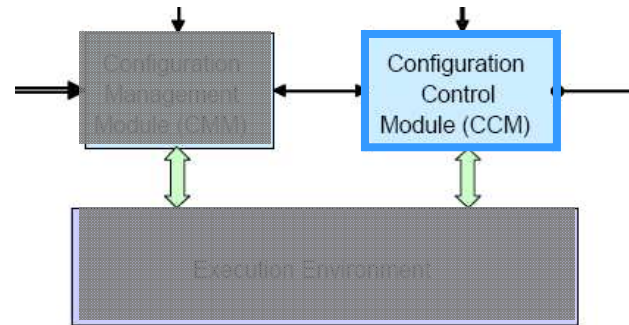 Configuration
Management
Module (CMM)
Configuration
Control
Module (CCM)
Execution Environment